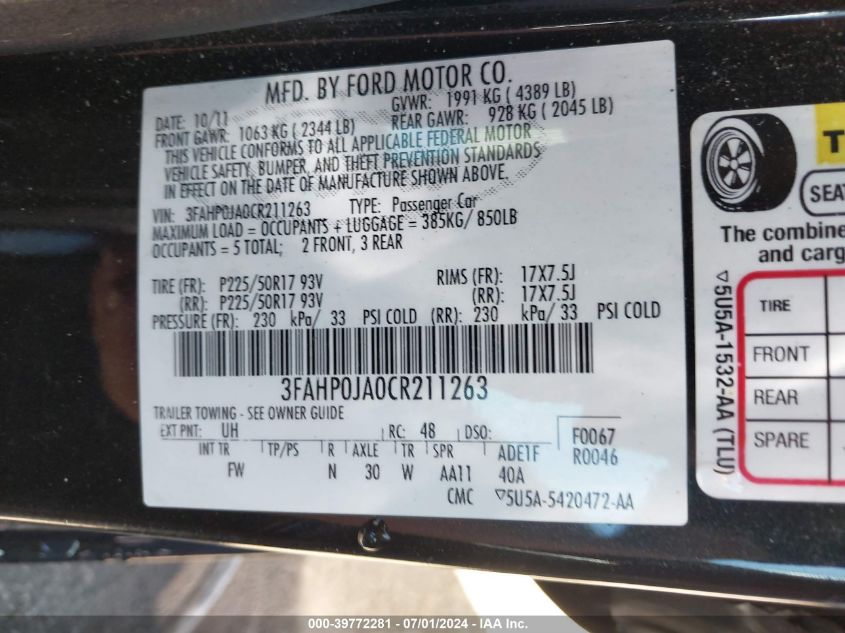 MFD. BY FORD MOTOR CO.
DATE: 10/11 GVWR: 1991 KG ( 4389 LB)
FRONT GAWR: 1063 KG ( 2344 LB) REAR GAWR: 928 KG ( 2045 LB)
THIS VEHICLE CONFORMS TO ALL APPLICABLE FEDERAL MOTOR
VEHICLE SAFETY, BUMPER, AND THEFT PREVENTION STANDARDS
IN EFFECT ON THE DATE OF MANUFACTURE SHOWN ABOVE.
VIN: 3FAHP0JA0CR211263 TYPE: Passenger Car
MAXIMUM LOAD = OCCUPANTS + LUGGAGE = 385KG/ 850LB
OCCUPANTS = 5 TOTAL; 2 FRONT, 3 REAR
TIRE (FR): P225/50R17 93V RIMS (FR): 17X7.5J
(RR): P225/50R17 93V (RR): 17X7.5J
PRESSURE (FR): 230 kPa/ 33 PSI COLD (RR): 230 kPa/ 33 PSI COLD
3FAHP0JA0CR211263
TRAILER TOWING - SEE OWNER GUIDE
EXT PNT: UH RC: 48 DSO: F0067
INT TR TP/PS R AXLE TR SPR ADE1F R0046
FW N 30 W AA11 40A
CMC ▽5U5A-5420472-AA
T
SEAT
The combine
and carg
▽5U5A-1532-AA (TLU)
TIRE
FRONT
REAR
SPARE
000-39772281 - 07/01/2024 - IAA Inc.